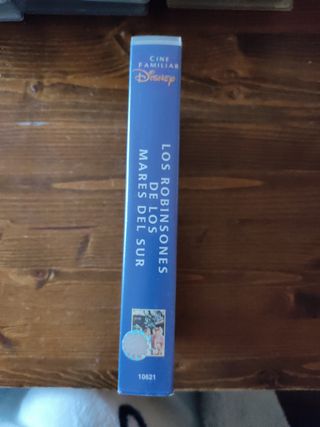 CINE
FAMILIAR
Disney
LOS ROBINSONES
DE LOS
MARES DEL SUR
10621